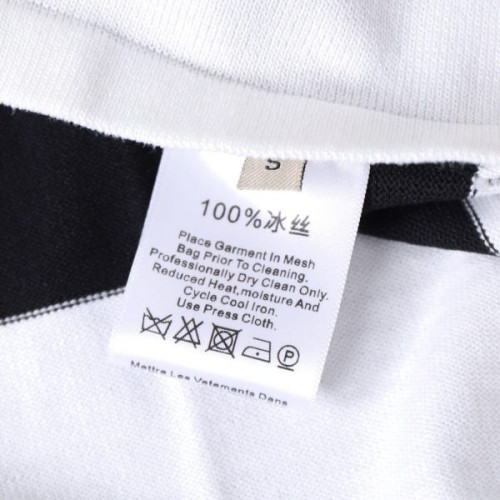 S
100%冰丝
Place Garment In Mesh
Bag Prior To Cleaning.
Professionally Dry Clean Only.
Reduced Heat,moisture And
Cycle Cool Iron.
Use Press Cloth.
P
Mettre Les Vetements Dans